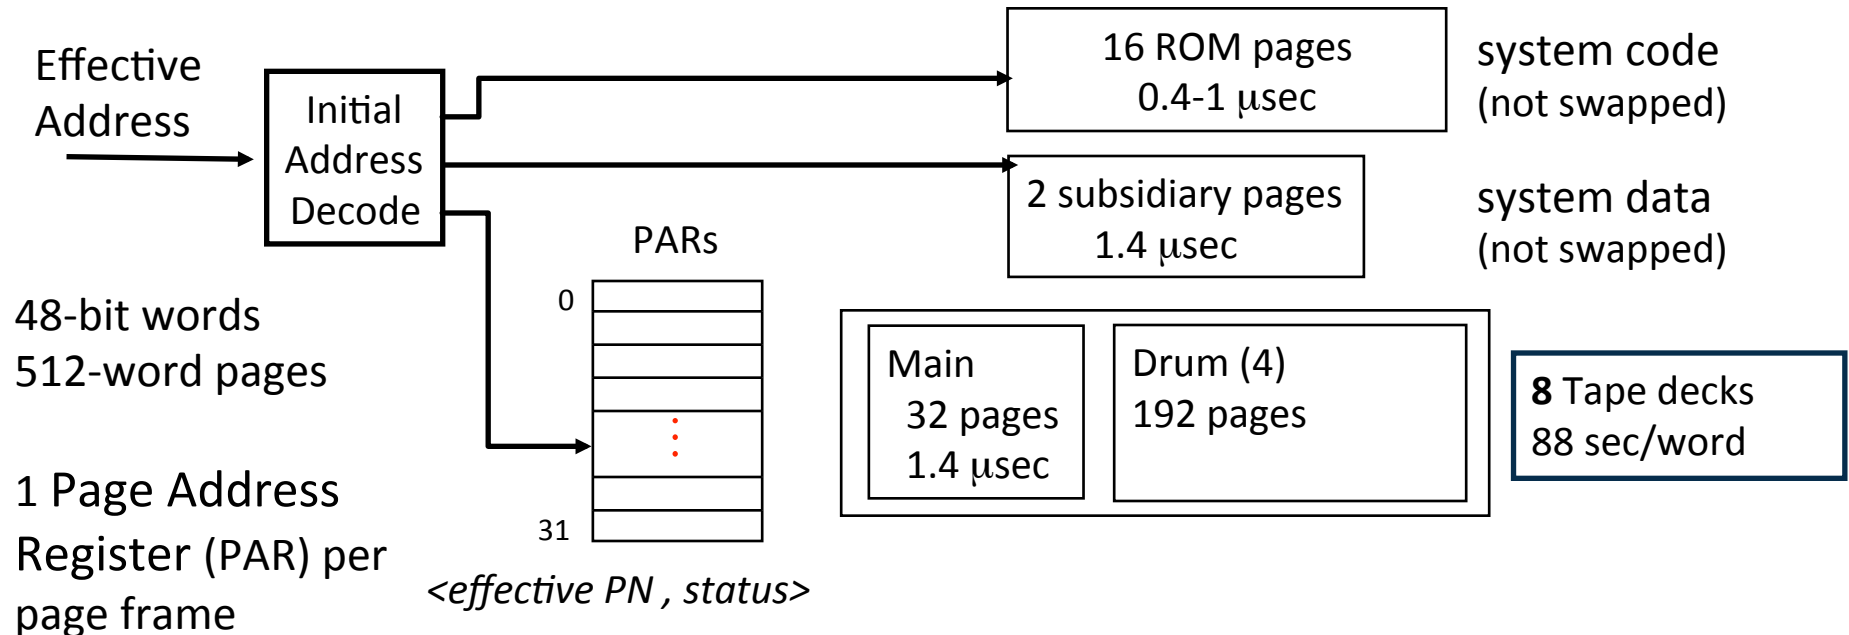 Effective
Address
Initial
Address
Decode
16 ROM pages
0.4-1 μsec
system code
(not swapped)
2 subsidiary pages
1.4 μsec
system data
(not swapped)
PARs
0
31
<effective PN , status>
48-bit words
512-word pages
1 Page Address
Register (PAR) per
page frame
Main
32 pages
1.4 μsec
Drum (4)
192 pages
8 Tape decks
88 sec/word